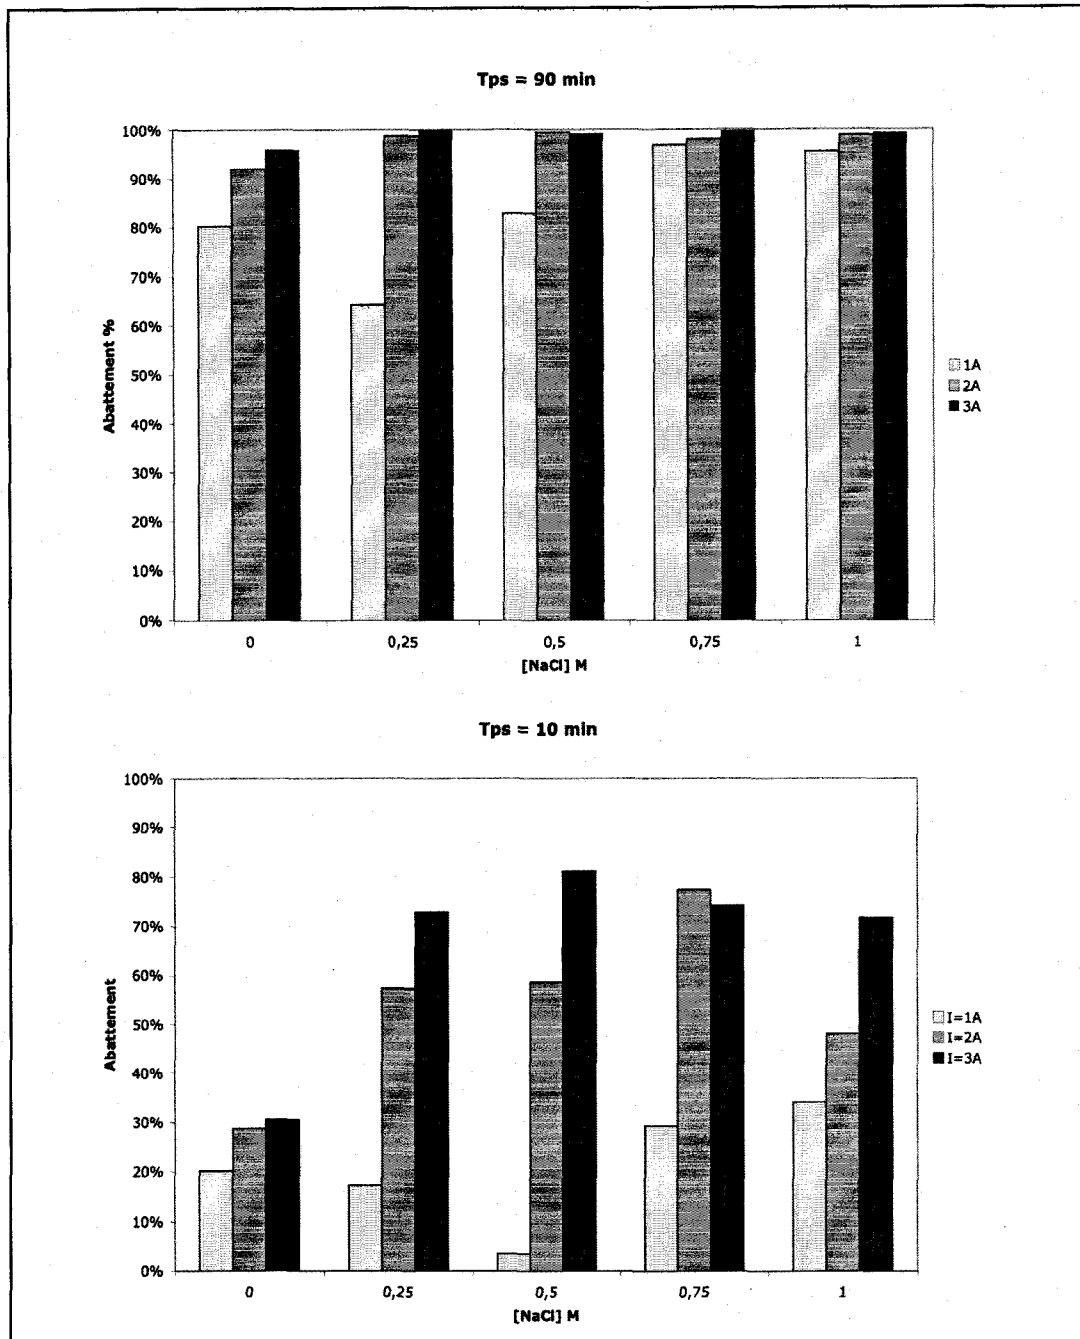 Tps = 90 min
100%
90%
80%
70%
60%
50%
40%
30%
20%
10%
0%
Abattement %
0 0,25 0,5 0,75 1
[NaCl] M
1A
2A
3A
Tps = 10 min
100%
90%
80%
70%
60%
50%
40%
30%
20%
10%
0%
Abattement
0 0,25 0,5 0,75 1
[NaCl] M
I=1A
I=2A
I=3A